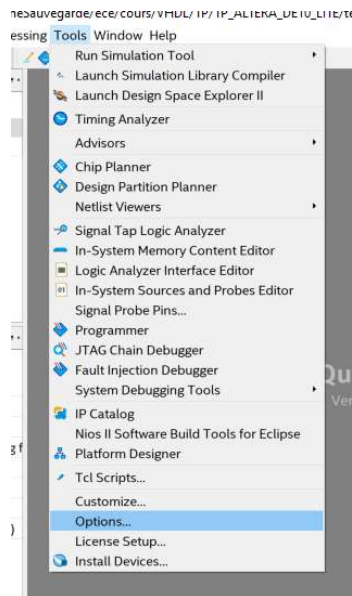 neSauvegarde/ece/cours/VHDL/TP/TP_ALTERA_DE10_LITE/te
essing Tools Window Help
Run Simulation Tool
Launch Simulation Library Compiler
Launch Design Space Explorer II
Timing Analyzer
Advisors
Chip Planner
Design Partition Planner
Netlist Viewers
Signal Tap Logic Analyzer
In-System Memory Content Editor
Logic Analyzer Interface Editor
In-System Sources and Probes Editor
Signal Probe Pins...
Programmer
JTAG Chain Debugger
Fault Injection Debugger
System Debugging Tools
Qu
Ver
IP Catalog
Nios II Software Build Tools for Eclipse
g f
Platform Designer
Tcl Scripts...
Customize...
Options...
)
License Setup...
Install Devices...